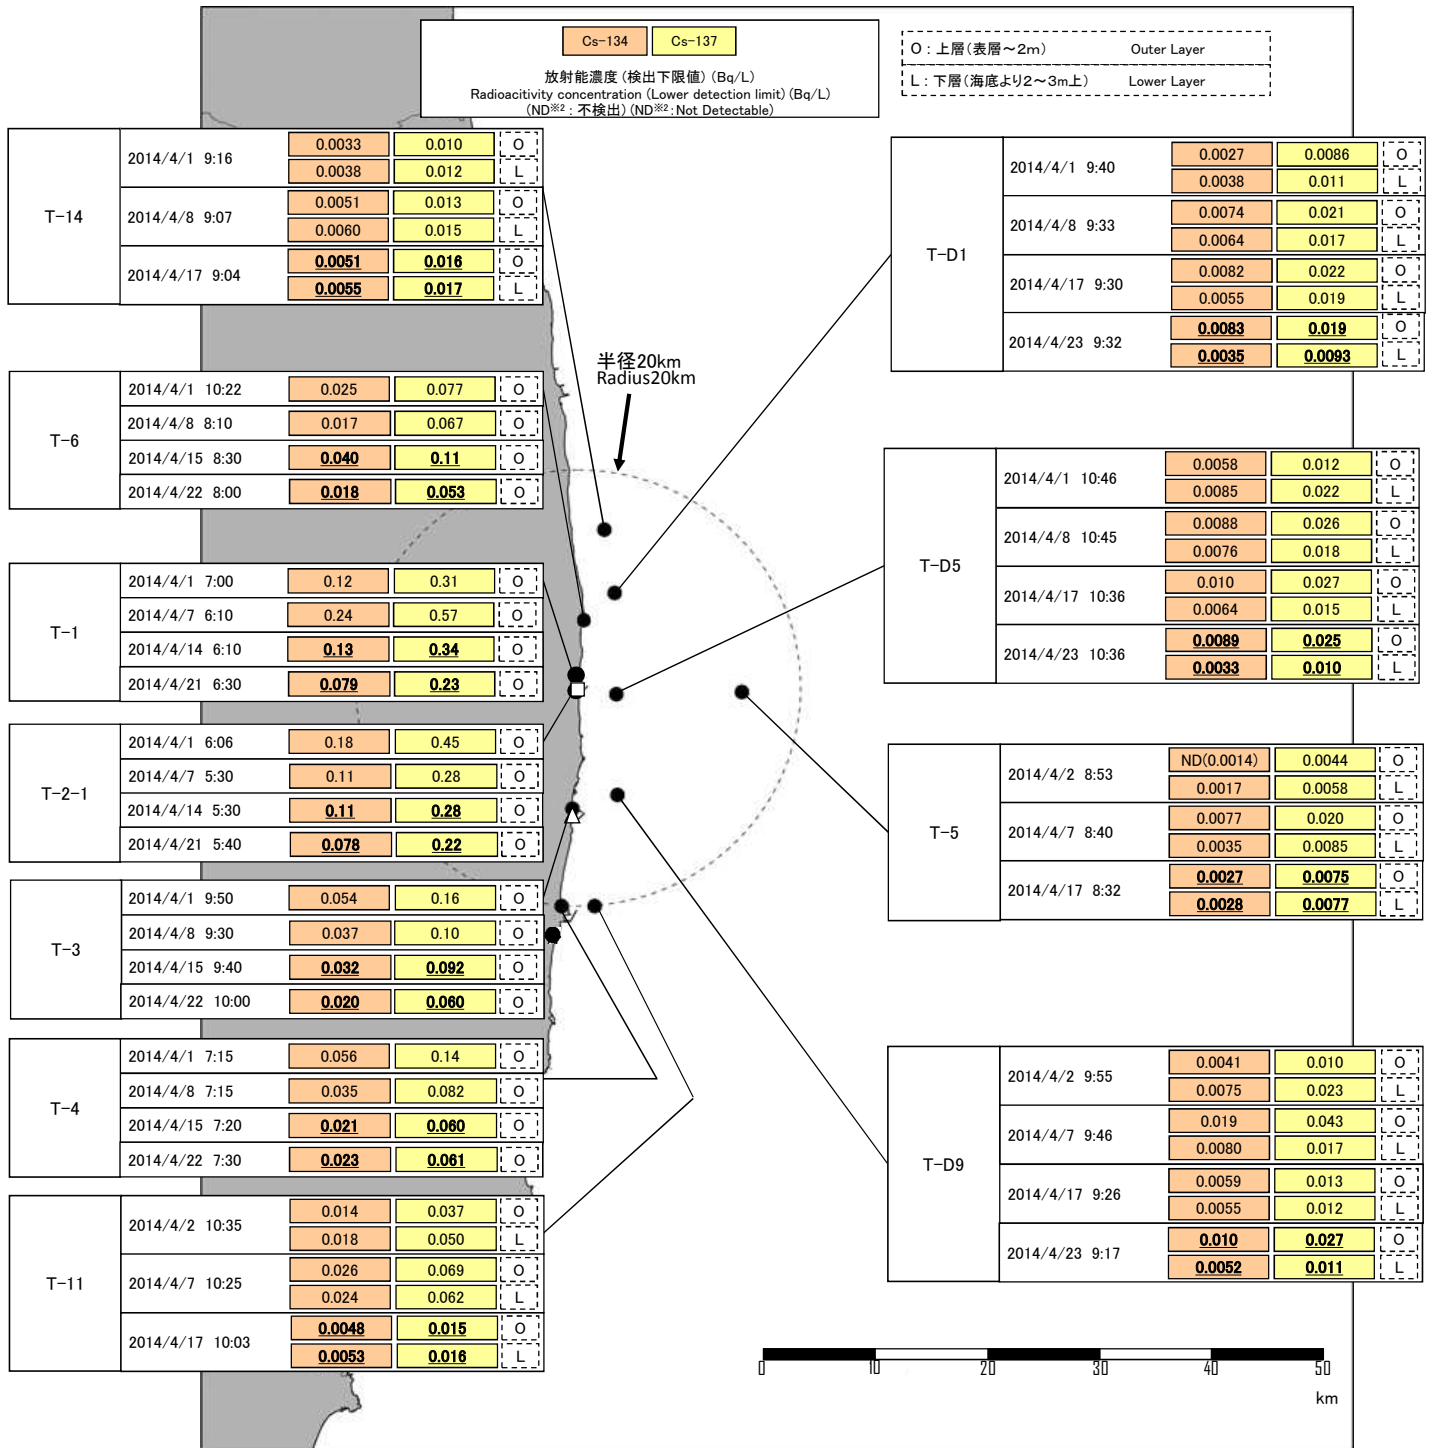 Cs-134 Cs-137
放射能濃度(検出下限値)(Bq/L)
Radioacitivity concentration (Lower detection limit) (Bq/L)
(ND※2 : 不検出) (ND※2 : Not Detectable)
O : 上層(表層～2m) Outer Layer
L : 下層(海底より2～3m上) Lower Layer
T-14
2014/4/1 9:16
0.0033 0.010 O
0.0038 0.012 L
2014/4/8 9:07
0.0051 0.013 O
0.0060 0.015 L
2014/4/17 9:04
0.0051 0.016 O
0.0055 0.017 L
T-6
2014/4/1 10:22 0.025 0.077 O
2014/4/8 8:10 0.017 0.067 O
2014/4/15 8:30 0.040 0.11 O
2014/4/22 8:00 0.018 0.053 O
T-1
2014/4/1 7:00 0.12 0.31 O
2014/4/7 6:10 0.24 0.57 O
2014/4/14 6:10 0.13 0.34 O
2014/4/21 6:30 0.079 0.23 O
T-2-1
2014/4/1 6:06 0.18 0.45 O
2014/4/7 5:30 0.11 0.28 O
2014/4/14 5:30 0.11 0.28 O
2014/4/21 5:40 0.078 0.22 O
T-3
2014/4/1 9:50 0.054 0.16 O
2014/4/8 9:30 0.037 0.10 O
2014/4/15 9:40 0.032 0.092 O
2014/4/22 10:00 0.020 0.060 O
T-4
2014/4/1 7:15 0.056 0.14 O
2014/4/8 7:15 0.035 0.082 O
2014/4/15 7:20 0.021 0.060 O
2014/4/22 7:30 0.023 0.061 O
T-11
2014/4/2 10:35
0.014 0.037 O
0.018 0.050 L
2014/4/7 10:25
0.026 0.069 O
0.024 0.062 L
2014/4/17 10:03
0.0048 0.015 O
0.0053 0.016 L
半径20km
Radius20km
T-D1
2014/4/1 9:40
0.0027 0.0086 O
0.0038 0.011 L
2014/4/8 9:33
0.0074 0.021 O
0.0064 0.017 L
2014/4/17 9:30
0.0082 0.022 O
0.0055 0.019 L
2014/4/23 9:32
0.0083 0.019 O
0.0035 0.0093 L
T-D5
2014/4/1 10:46
0.0058 0.012 O
0.0085 0.022 L
2014/4/8 10:45
0.0088 0.026 O
0.0076 0.018 L
2014/4/17 10:36
0.010 0.027 O
0.0064 0.015 L
2014/4/23 10:36
0.0089 0.025 O
0.0033 0.010 L
T-5
2014/4/2 8:53
ND(0.0014) 0.0044 O
0.0017 0.0058 L
2014/4/7 8:40
0.0077 0.020 O
0.0035 0.0085 L
2014/4/17 8:32
0.0027 0.0075 O
0.0028 0.0077 L
T-D9
2014/4/2 9:55
0.0041 0.010 O
0.0075 0.023 L
2014/4/7 9:46
0.019 0.043 O
0.0080 0.017 L
2014/4/17 9:26
0.0059 0.013 O
0.0055 0.012 L
2014/4/23 9:17
0.010 0.027 O
0.0052 0.011 L
0 10 20 30 40 50
km